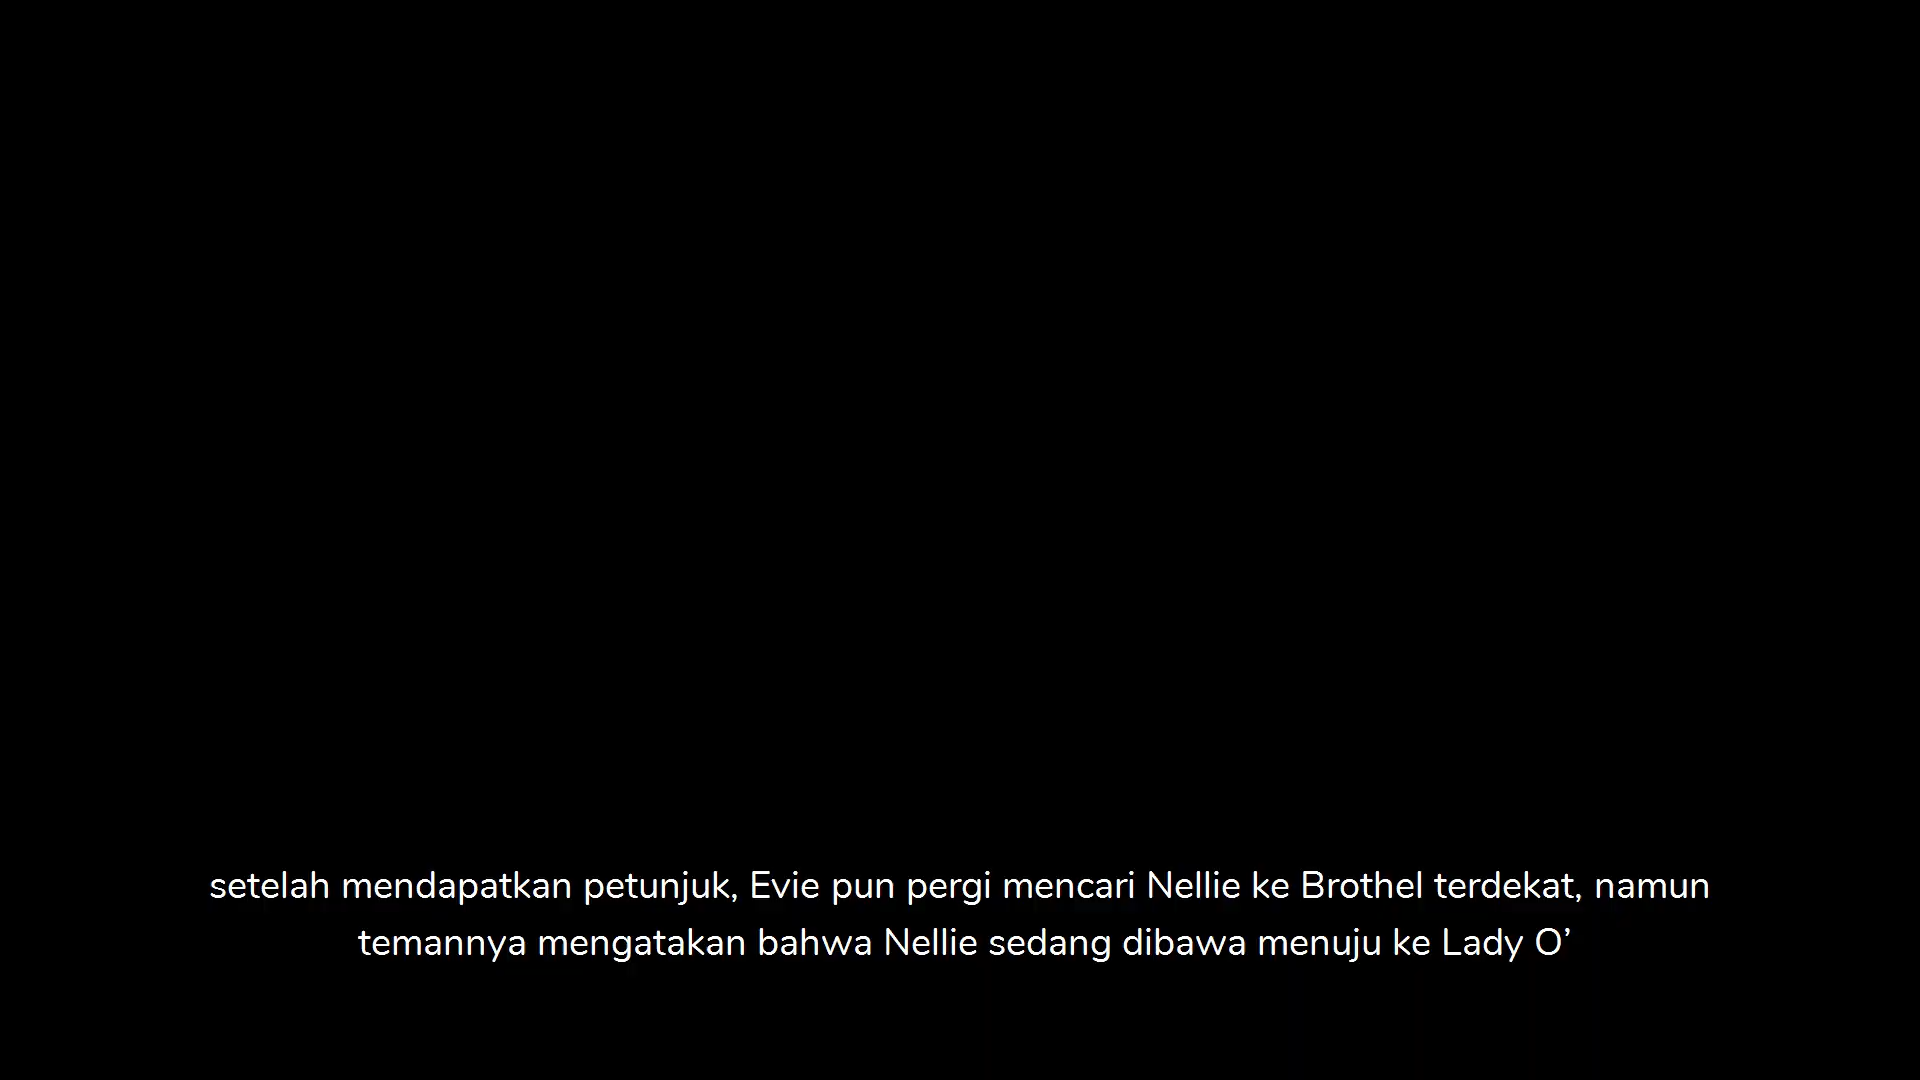 setelah mendapatkan petunjuk, Evie pun pergi mencari Nellie ke Brothel terdekat, namun
temannya mengatakan bahwa Nellie sedang dibawa menuju ke Lady O’